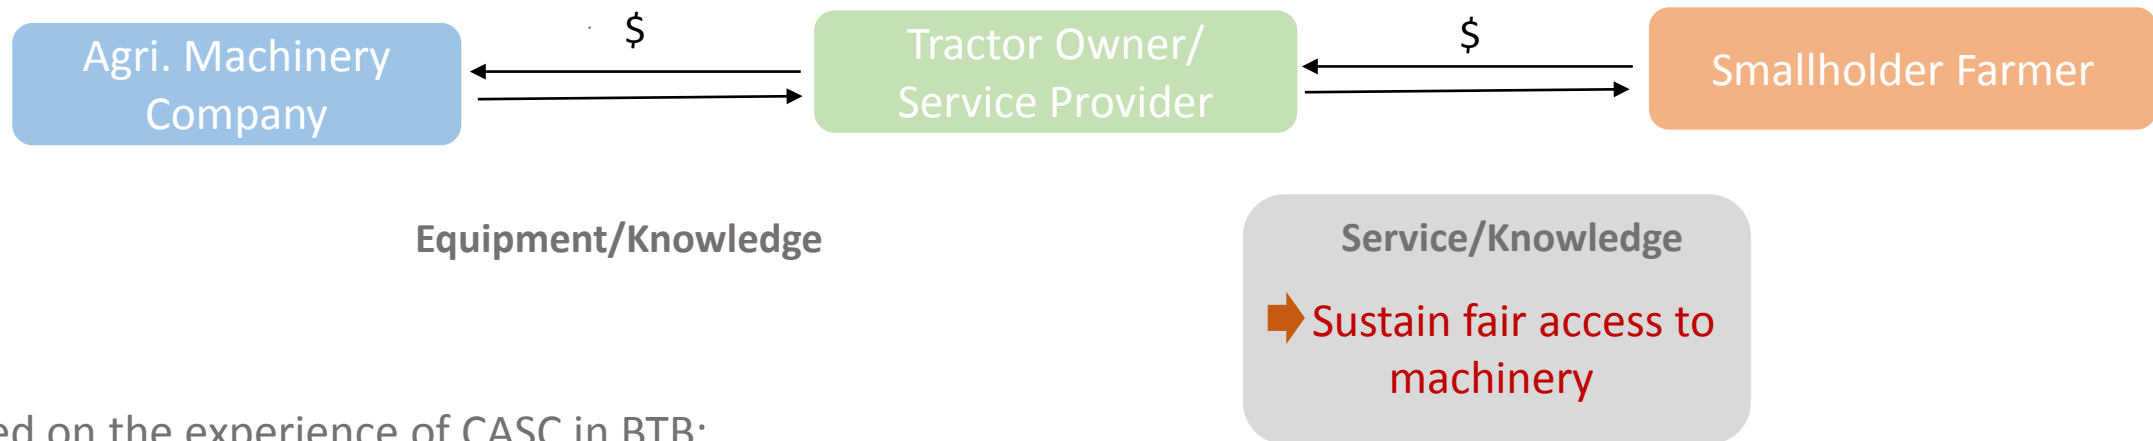 $
$
Agri. Machinery
Company
Tractor Owner/
Service Provider
Smallholder Farmer
Equipment/Knowledge
Service/Knowledge
Sustain fair access to
machinery
on the experience of CASC in BTB: